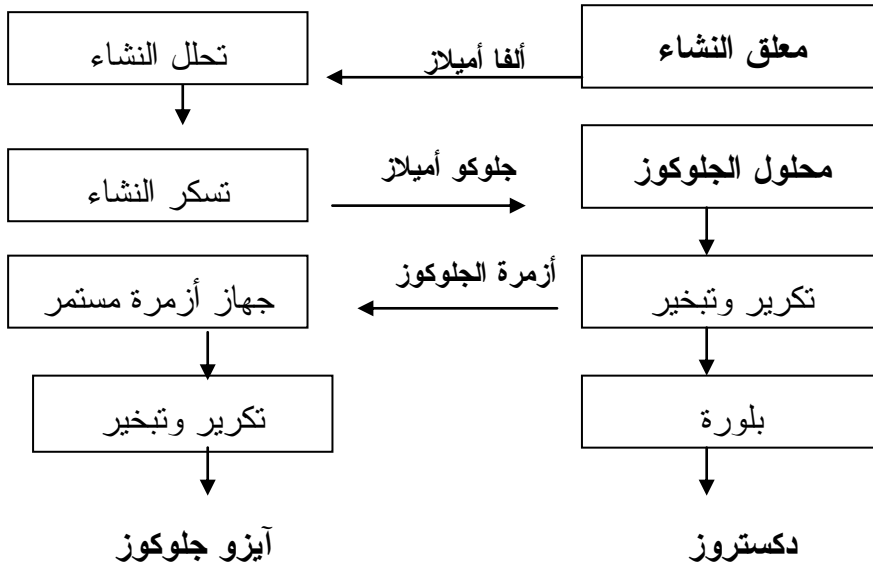 معلق النشاء
ألفا أميلاز
تحلل النشاء
محلول الجلوكوز
جلوكو أميلاز
تسكر النشاء
تكرير وتبخير
أزمرة الجلوكوز
جهاز أزمرة مستمر
بلورة
تكرير وتبخير
دكستروز
آيزو جلوكوز